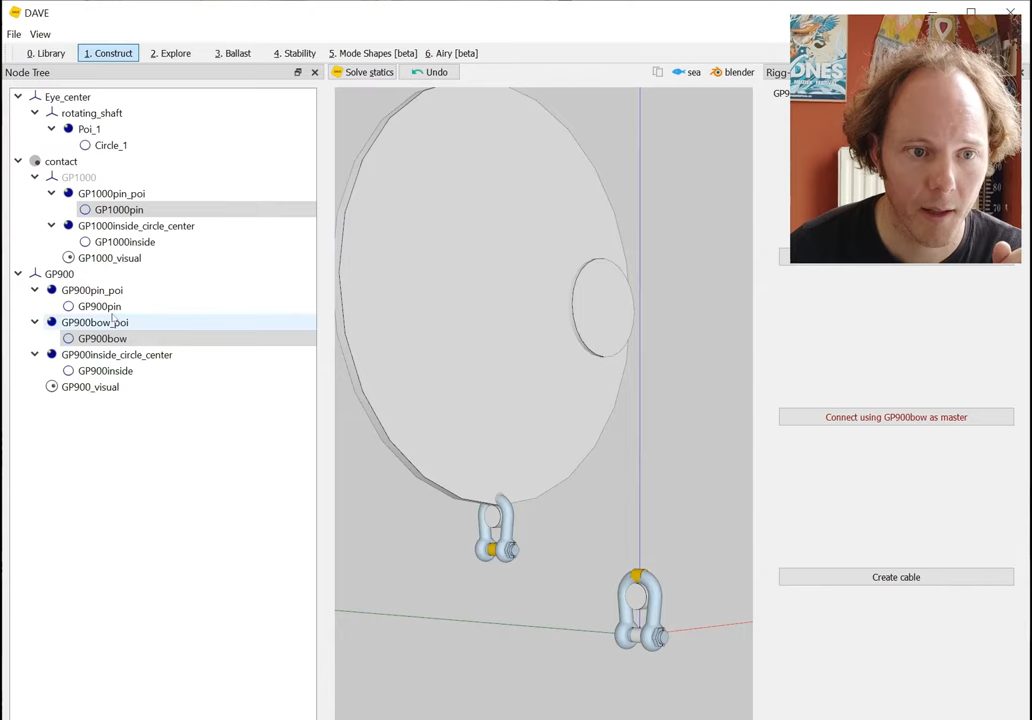 DAVE
File View
0. Library 1. Construct 2. Explore 3. Ballast 4. Stability 5. Mode Shapes [beta] 6. Airy [beta]
Node Tree
Solve statics Undo sea blender
Eye_center
rotating_shaft
Poi_1
Circle_1
contact
GP1000
GP1000pin_poi
GP1000pin
GP1000inside_circle_center
GP1000inside
GP1000_visual
GP900
GP900pin_poi
GP900pin
GP900bow_poi
GP900bow
GP900inside_circle_center
GP900inside
GP900_visual
Connect using GP900bow as master
Create cable
70